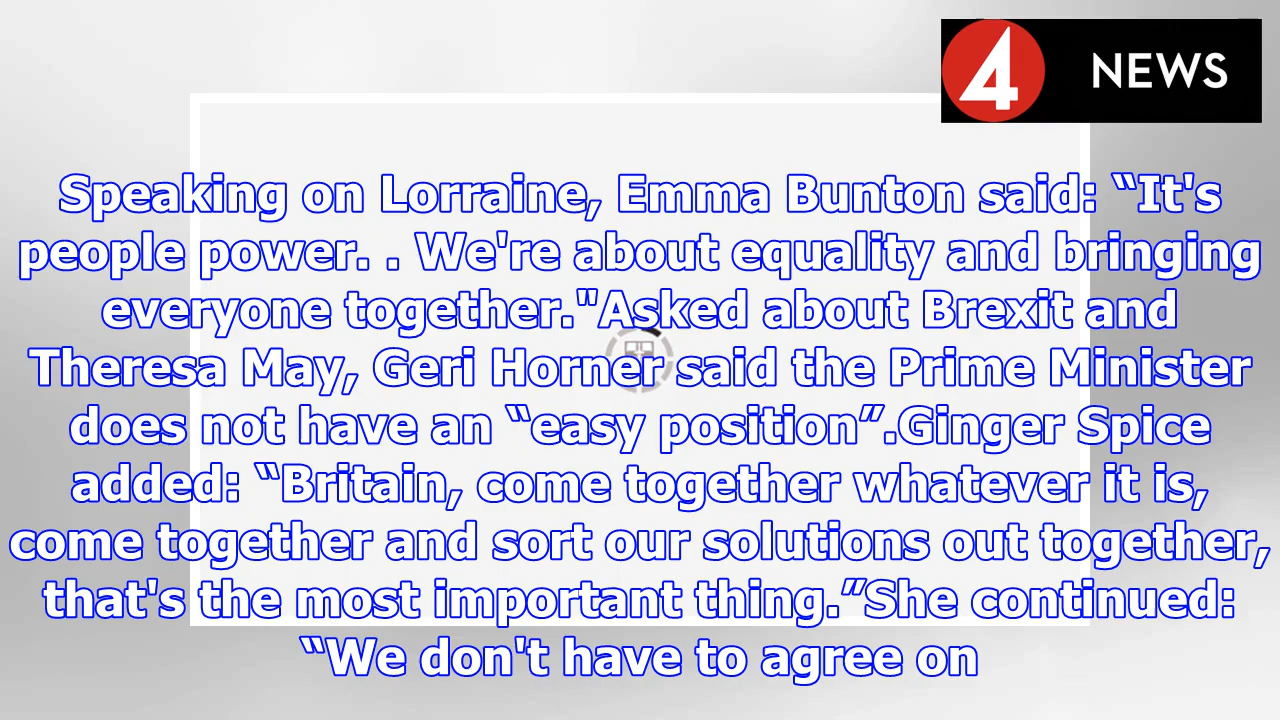 4 NEWS
Speaking on Lorraine, Emma Bunton said: “It's
people power. . We're about equality and bringing
everyone together."Asked about Brexit and
Theresa May, Geri Horner said the Prime Minister
does not have an “easy position”.Ginger Spice
added: “Britain, come together whatever it is,
come together and sort our solutions out together,
that's the most important thing.”She continued:
“We don't have to agree on